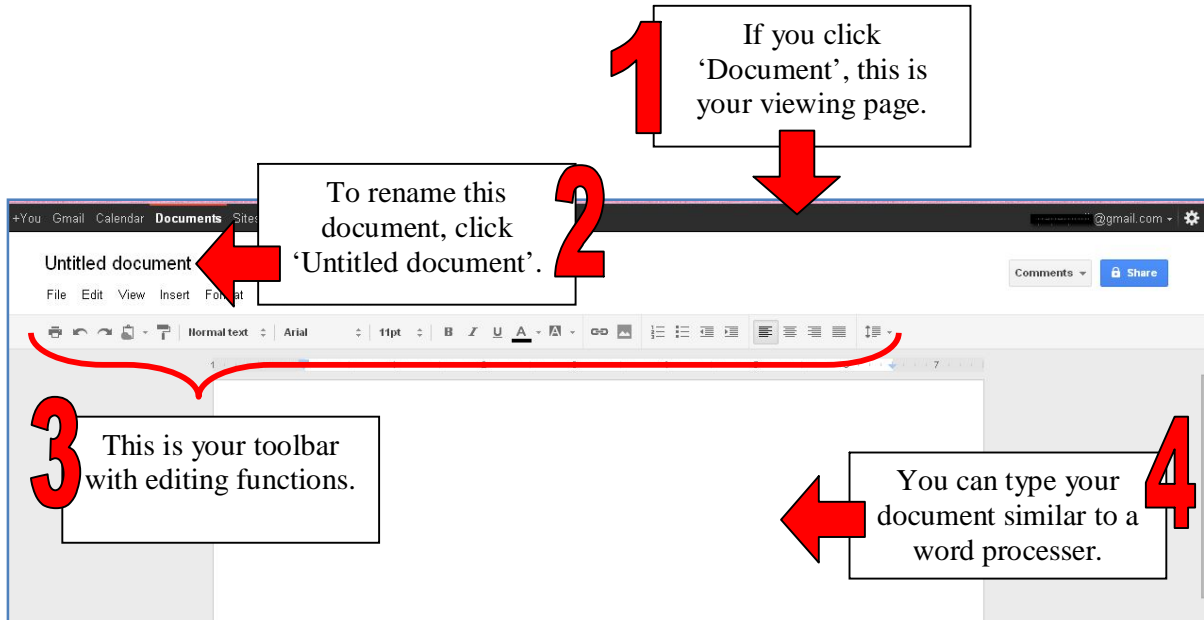 1
If you click
‘Document’, this is
your viewing page.
2
To rename this
document, click
‘Untitled document’.
+You Gmail Calendar Documents Sites
@gmail.com
Untitled document
Comments
Share
File Edit View Insert Format
Normal text Arial 11pt B I U A A
1
7
3
This is your toolbar
with editing functions.
4
You can type your
document similar to a
word processer.